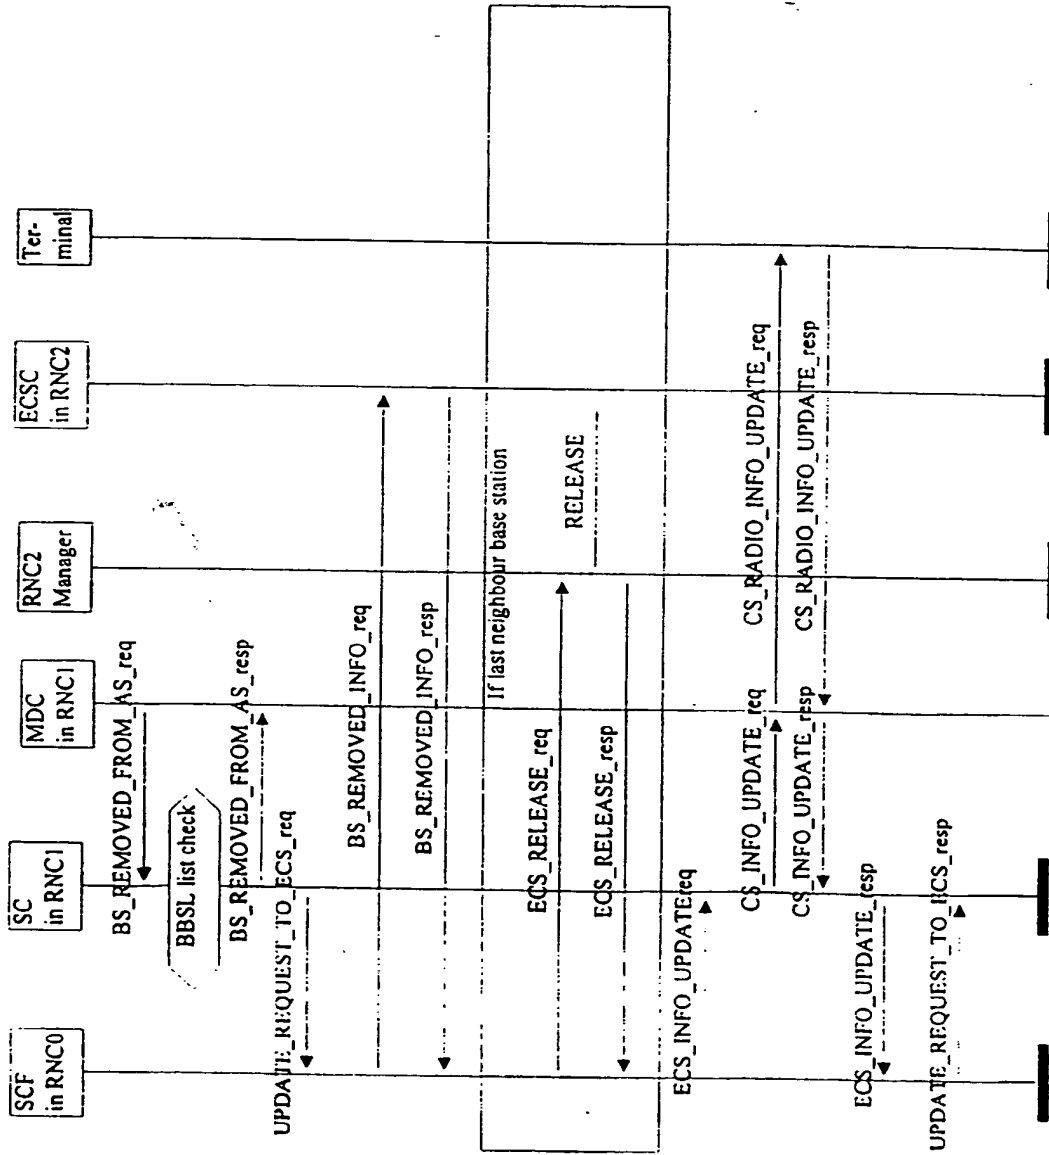 SCF
in RNC0
SC
in RNC1
MDC
in RNC1
RNC2
Manager
ECSC
in RNC2
Ter-
minal
BS_REMOVED_FROM_AS_req
BBSL list check
BS_REMOVED_FROM_AS_resp
UPDATE_REQUEST_TO_ECS_req
BS_REMOVED_INFO_req
BS_REMOVED_INFO_resp
If last neighbour base station
ECS_RELEASE_req
RELEASE
ECS_RELEASE_resp
ECS_INFO_UPDATEreq
CS_INFO_UPDATE_req
CS_RADIO_INFO_UPDATE_req
CS_INFO_UPDATE_resp
CS_RADIO_INFO_UPDATE_resp
ECS_INFO_UPDATE_resp
UPDATE_REQUEST_TO_ECS_resp